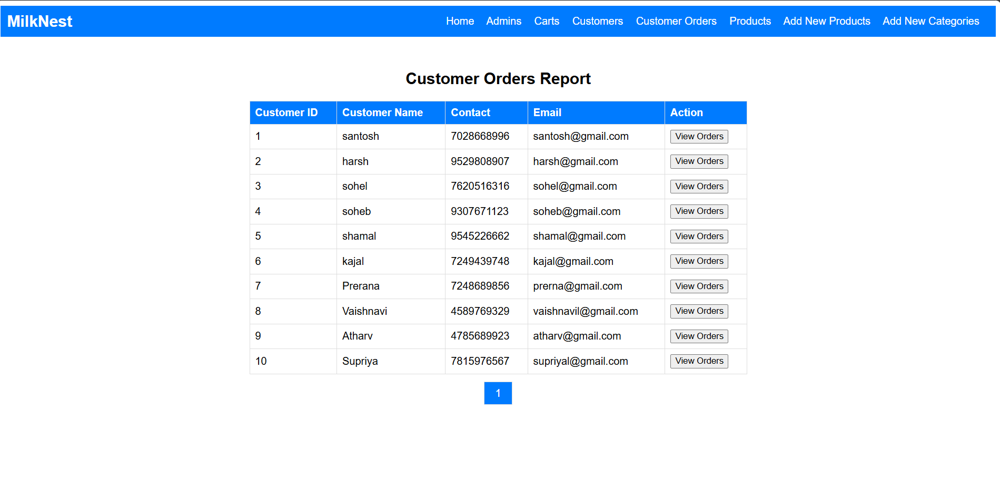 MilkNest Home Admins Carts Customers Customer Orders Products Add New Products Add New Categories
Customer Orders Report
Customer ID Customer Name Contact Email Action
1 santosh 7028668996 santosh@gmail.com View Orders
2 harsh 9529808907 harsh@gmail.com View Orders
3 sohel 7620516316 sohel@gmail.com View Orders
4 soheb 9307671123 soheb@gmail.com View Orders
5 shamal 9545226662 shamal@gmail.com View Orders
6 kajal 7249439748 kajal@gmail.com View Orders
7 Prerana 7248689856 prerna@gmail.com View Orders
8 Vaishnavi 4589769329 vaishnavil@gmail.com View Orders
9 Atharv 4785689923 atharv@gmail.com View Orders
10 Supriya 7815976567 supriyal@gmail.com View Orders
1